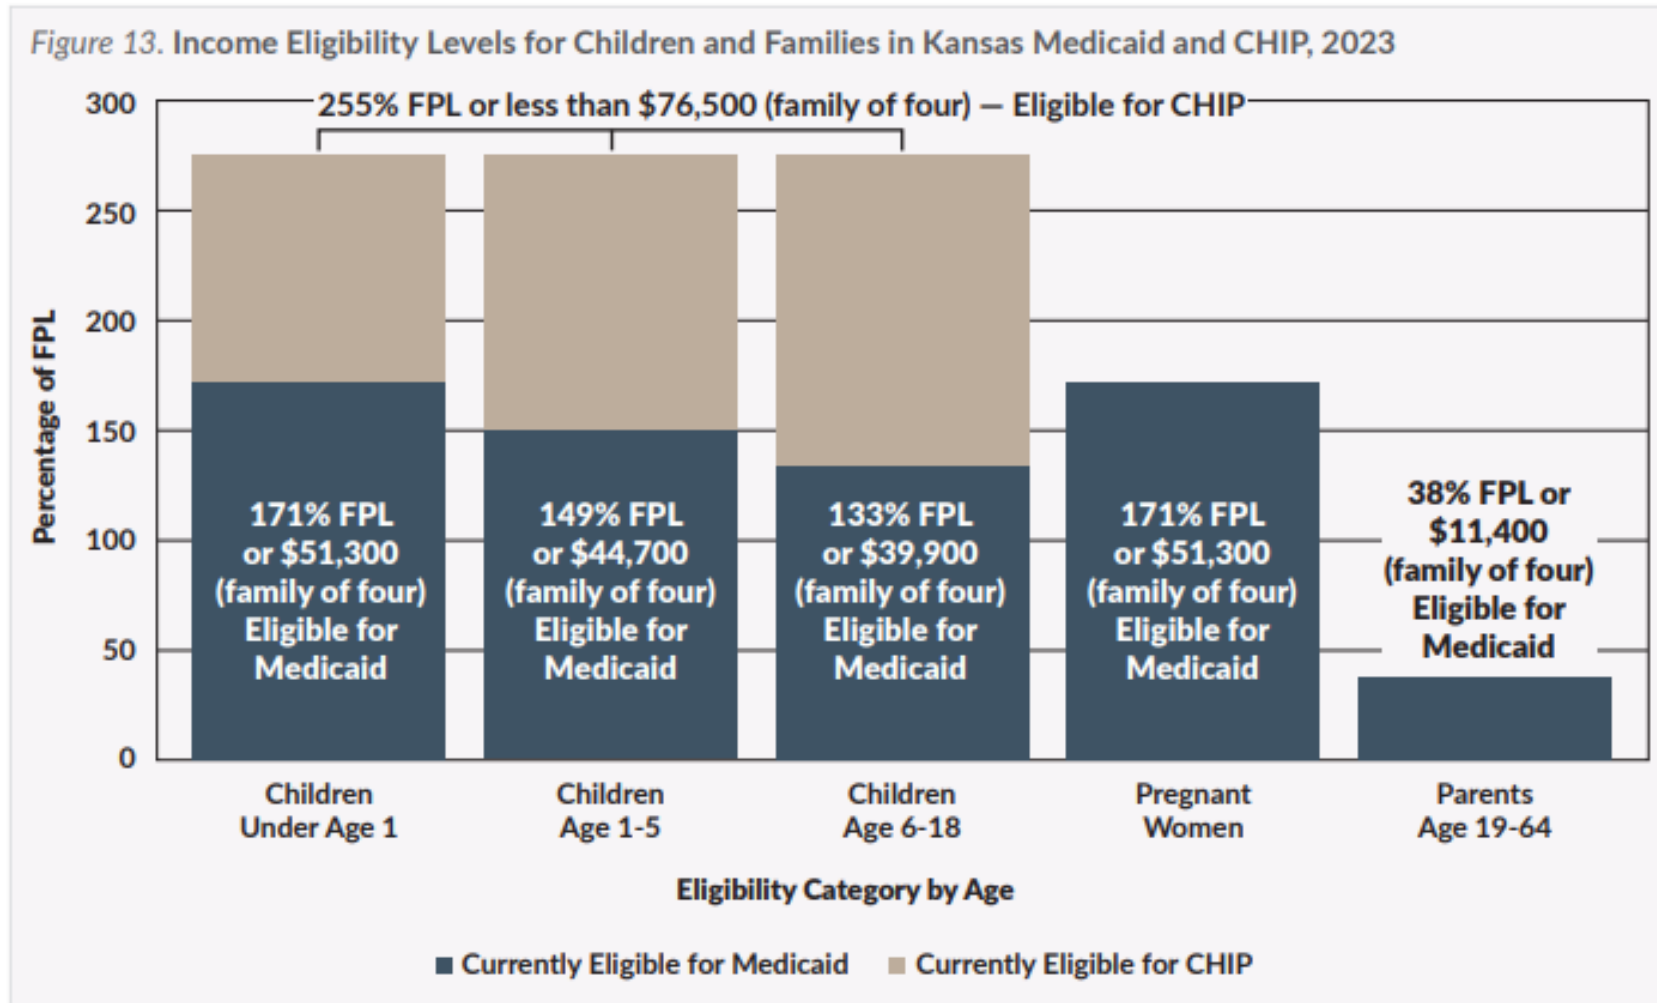 Figure 13. Income Eligibility Levels for Children and Families in Kansas Medicaid and CHIP, 2023
300
255% FPL or less than $76,500 (family of four) — Eligible for CHIP
250
200
150
100
50
0
Percentage of FPL
171% FPL
or $51,300
(family of four)
Eligible for
Medicaid
149% FPL
or $44,700
(family of four)
Eligible for
Medicaid
133% FPL
or $39,900
(family of four)
Eligible for
Medicaid
171% FPL
or $51,300
(family of four)
Eligible for
Medicaid
38% FPL or
$11,400
(family of four)
Eligible for
Medicaid
Children
Under Age 1
Children
Age 1-5
Children
Age 6-18
Pregnant
Women
Parents
Age 19-64
Eligibility Category by Age
Currently Eligible for Medicaid
Currently Eligible for CHIP